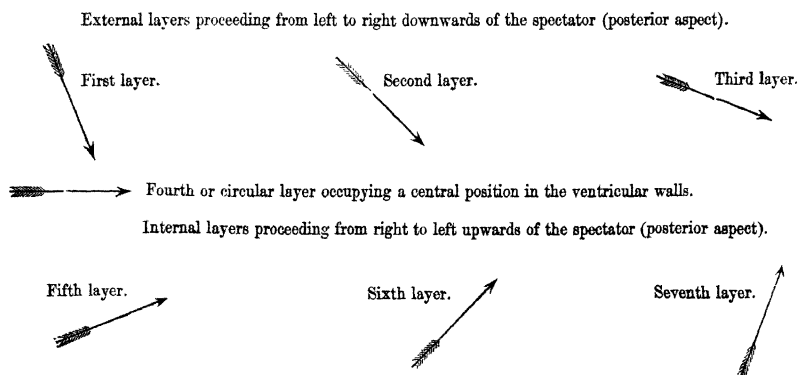 External layers proceeding from left to right downwards of the spectator (posterior aspect).
First layer.
Second layer.
Third layer.
Fourth or circular layer occupying a central position in the ventricular walls.
Internal layers proceeding from right to left upwards of the spectator (posterior aspect).
Fifth layer.
Sixth layer.
Seventh layer.